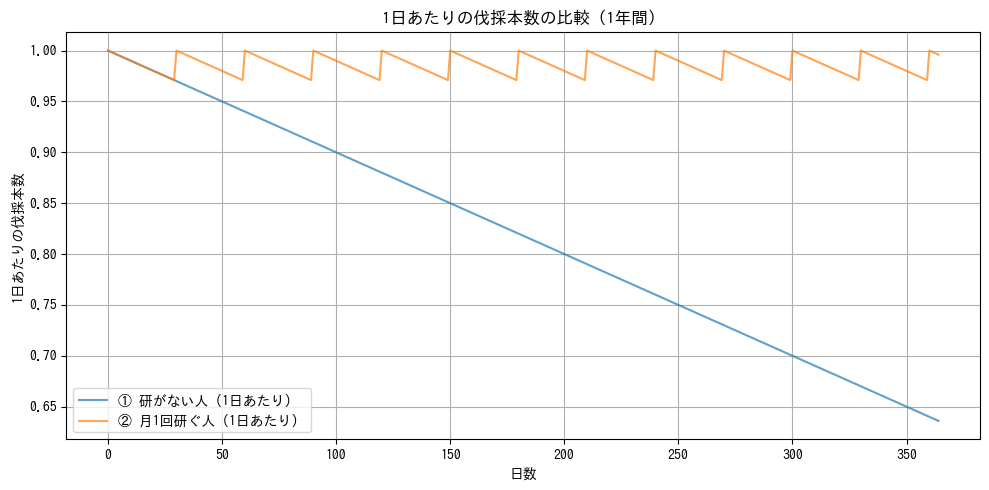 1日あたりの伐採本数の比較（1年間）
1日あたりの伐採本数
1.00
0.95
0.90
0.85
0.80
0.75
0.70
0.65
① 研がない人（1日あたり）
② 月1回研ぐ人（1日あたり）
0 50 100 150 200 250 300 350
日数